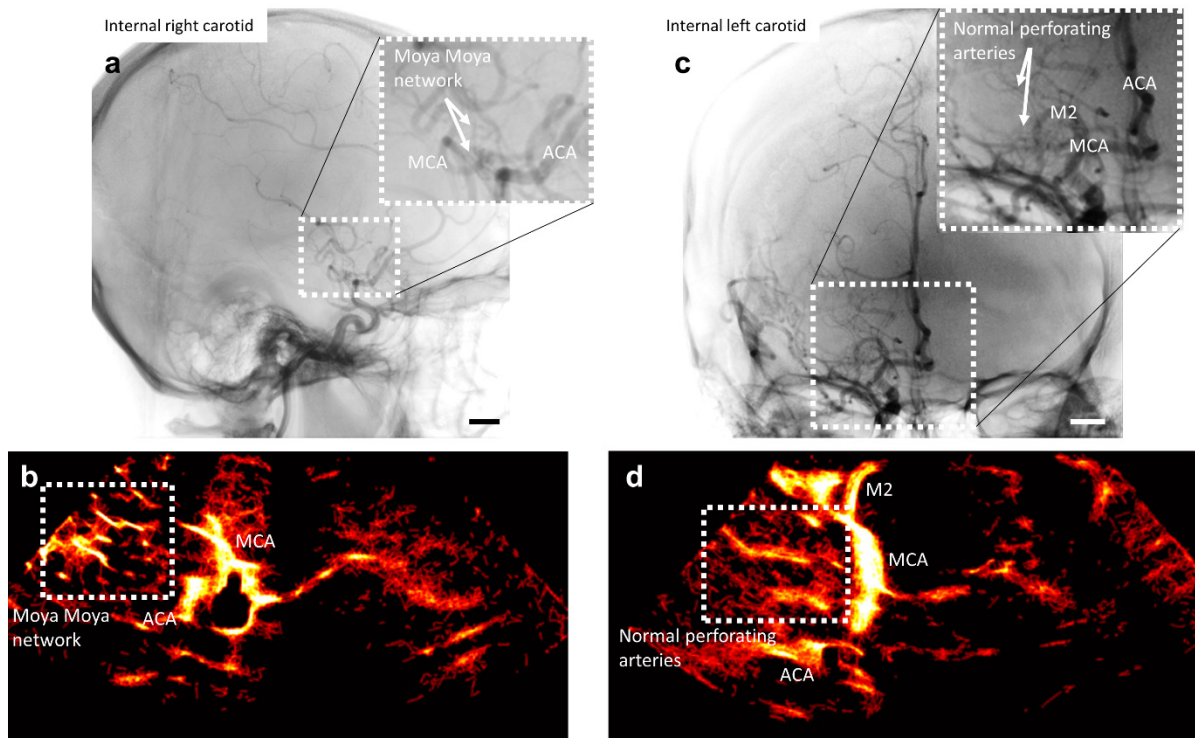 Internal right carotid
a
Moya Moya
network
MCA
ACA
Internal left carotid
c
Normal perforating
arteries
ACA
M2
MCA
b
MCA
ACA
Moya Moya
network
d
M2
MCA
Normal perforating
arteries
ACA